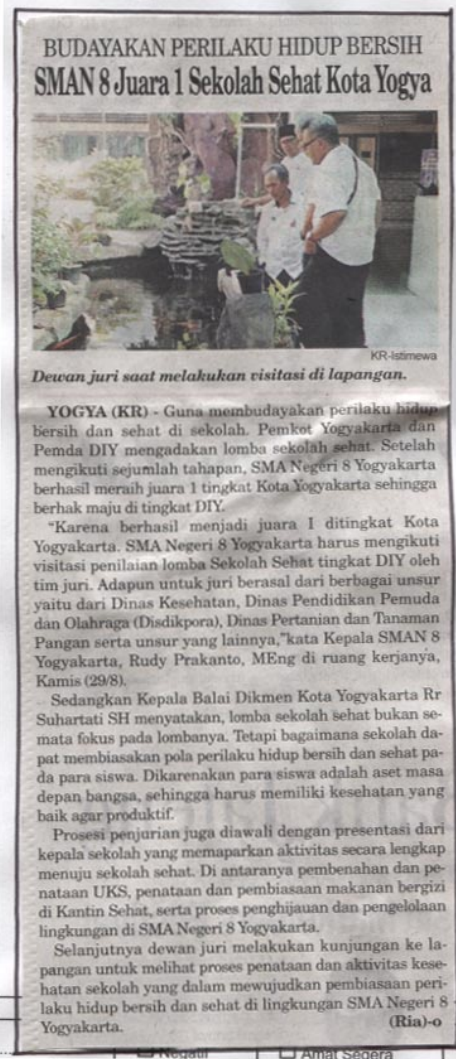 BUDAYAKAN PERILAKU HIDUP BERSIH
SMAN 8 Juara 1 Sekolah Sehat Kota Yogya
KR-Istimewa
Dewan juri saat melakukan visitasi di lapangan.
YOGYA (KR) - Guna membudayakan perilaku hidup
bersih dan sehat di sekolah. Pemkot Yogyakarta dan
Pemda DIY mengadakan lomba sekolah sehat. Setelah
mengikuti sejumlah tahapan, SMA Negeri 8 Yogyakarta
berhasil meraih juara 1 tingkat Kota Yogyakarta sehingga
berhak maju di tingkat DIY.
"Karena berhasil menjadi juara I ditingkat Kota
Yogyakarta. SMA Negeri 8 Yogyakarta harus mengikuti
visitasi penilaian lomba Sekolah Sehat tingkat DIY oleh
tim juri. Adapun untuk juri berasal dari berbagai unsur
yaitu dari Dinas Kesehatan, Dinas Pendidikan Pemuda
dan Olahraga (Disdikpora), Dinas Pertanian dan Tanaman
Pangan serta unsur yang lainnya,"kata Kepala SMAN 8
Yogyakarta, Rudy Prakanto, MEng di ruang kerjanya,
Kamis (29/8).
Sedangkan Kepala Balai Dikmen Kota Yogyakarta Rr
Suhartati SH menyatakan, lomba sekolah sehat bukan se-
mata fokus pada lombanya. Tetapi bagaimana sekolah da-
pat membiasakan pola perilaku hidup bersih dan sehat pa-
da para siswa. Dikarenakan para siswa adalah aset masa
depan bangsa, sehingga harus memiliki kesehatan yang
baik agar produktif.
Prosesi penjurian juga diawali dengan presentasi dari
kepala sekolah yang memaparkan aktivitas secara lengkap
menuju sekolah sehat. Di antaranya pembenahan dan pe-
nataan UKS, penataan dan pembiasaan makanan bergizi
di Kantin Sehat, serta proses penghijauan dan pengelolaan
lingkungan di SMA Negeri 8 Yogyakarta.
Selanjutnya dewan juri melakukan kunjungan ke la-
pangan untuk melihat proses penataan dan aktivitas kese-
hatan sekolah yang dalam mewujudkan pembiasaan peri-
laku hidup bersih dan sehat di lingkungan SMA Negeri 8
Yogyakarta. (Ria)-o
Negatif Amat Segera